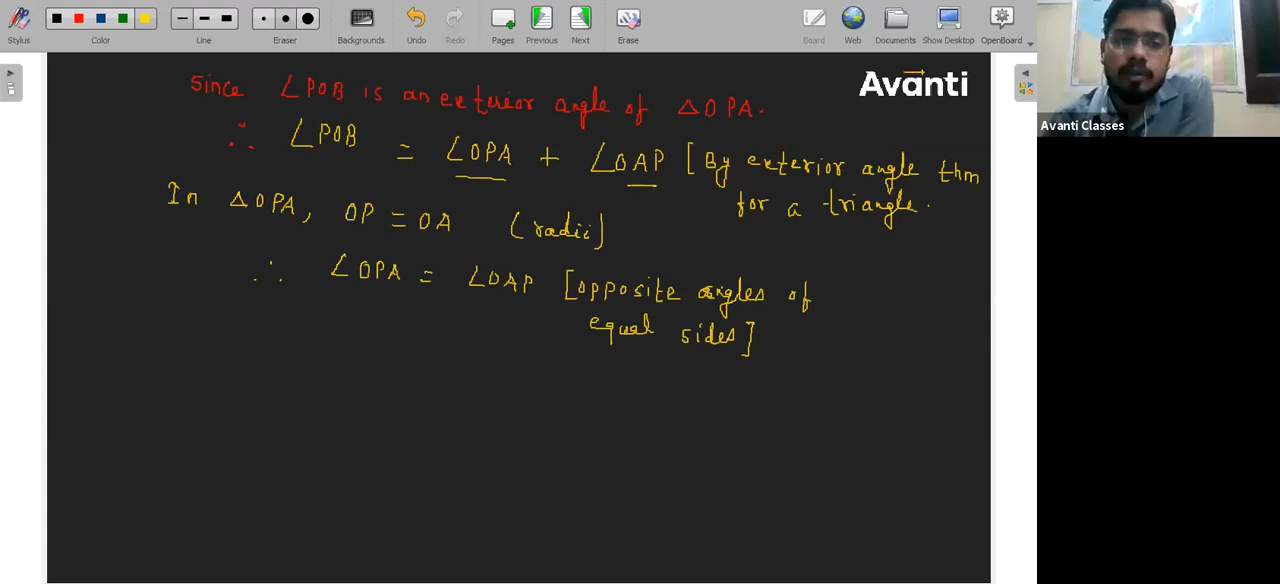 Stylus
Color
Line
Eraser
Backgrounds
Undo
Redo
Pages
Previous
Next
Erase
Board
Web
Documents
Show Desktop
OpenBoard
Avanti
Avanti Classes
Since ∠POB is an exterior angle of △OPA.
∴ ∠POB = ∠OPA + ∠OAP [By exterior angle thm
for a triangle.
In △OPA, OP = OA (radii)
∴ ∠OPA = ∠OAP [opposite angles of
equal sides]